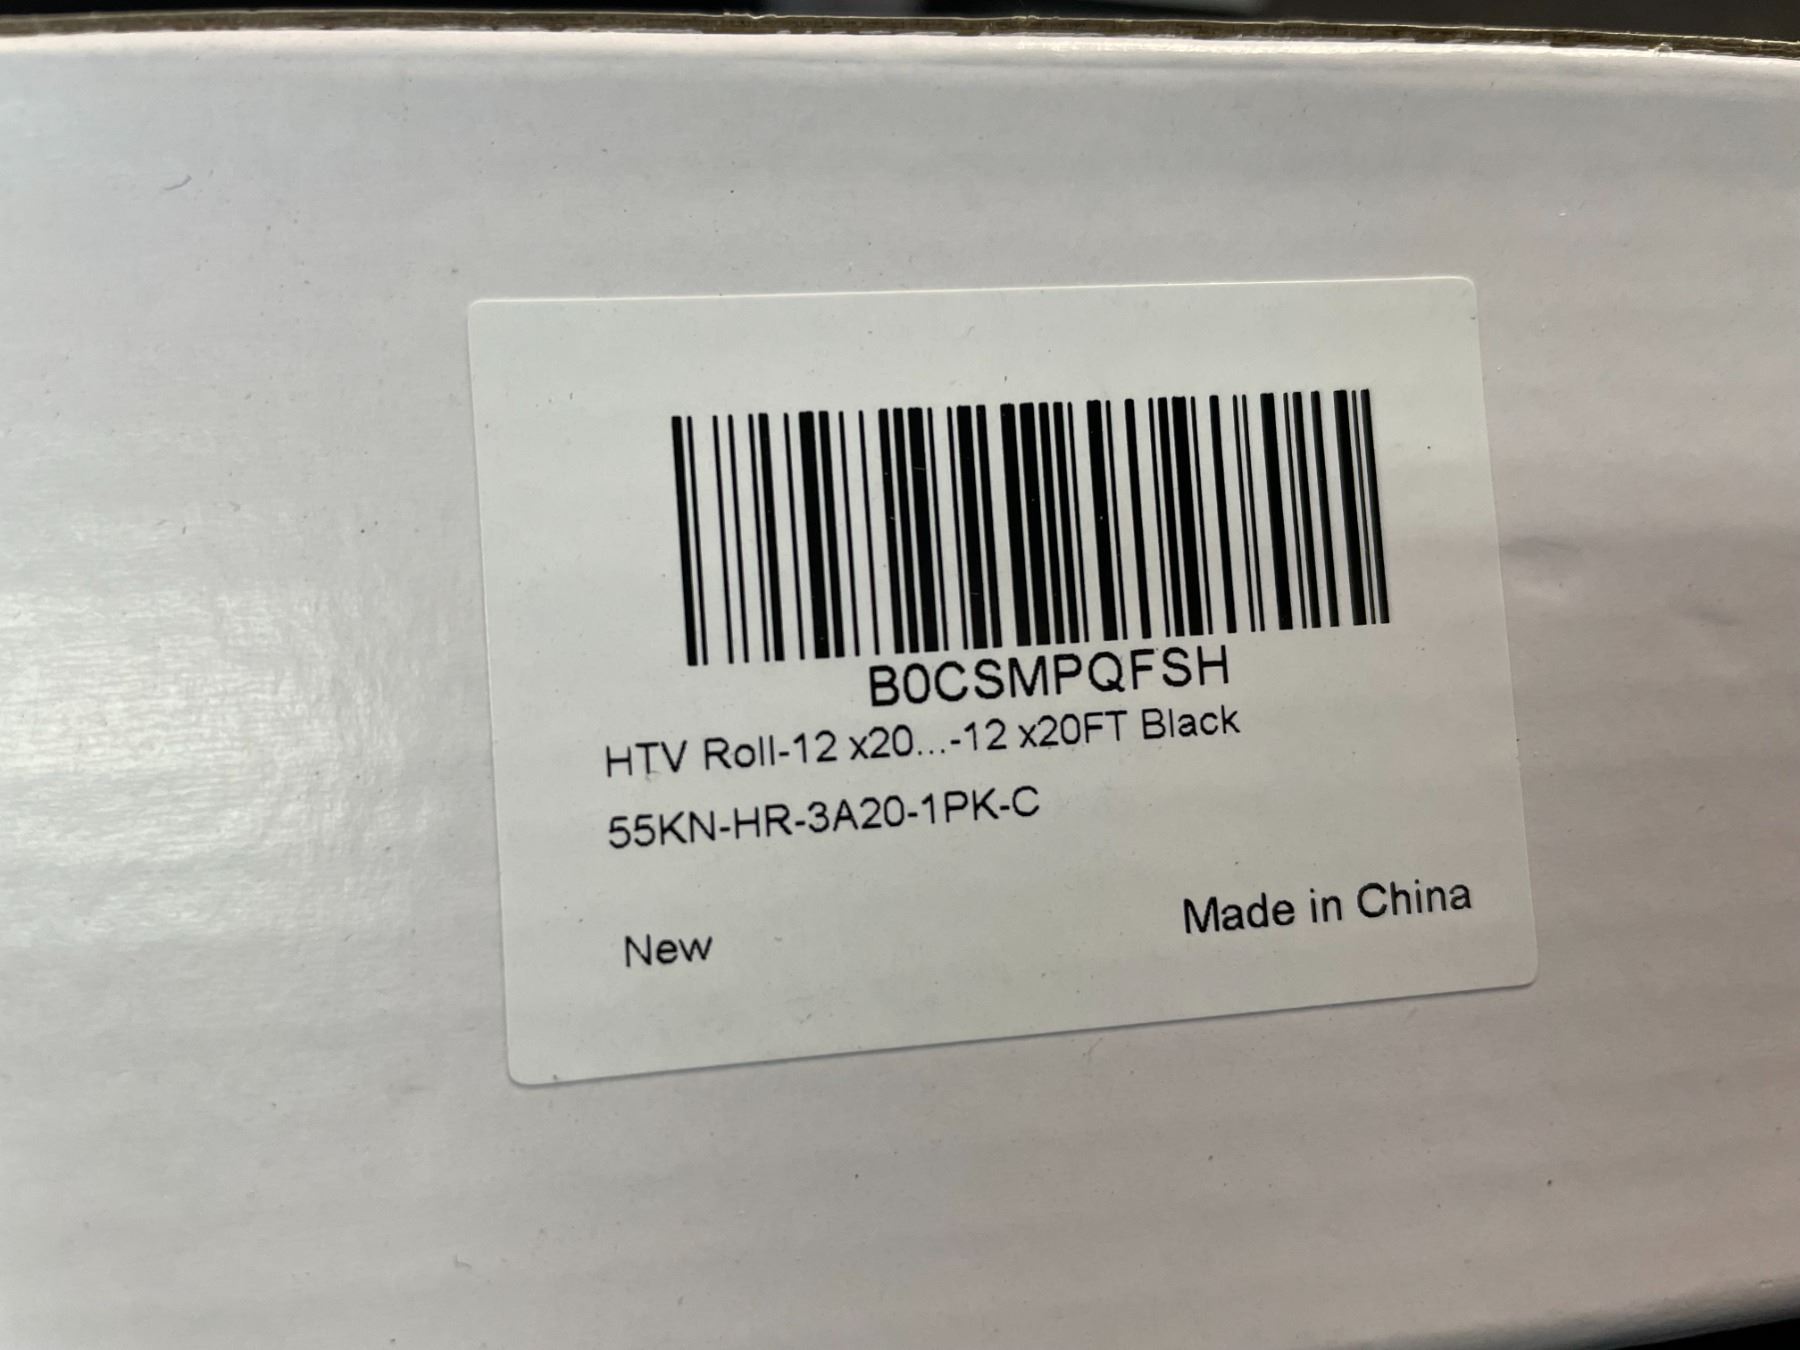 B0CSMPQFSH
HTV Roll-12 x20...-12 x20FT Black
55KN-HR-3A20-1PK-C
New
Made in China